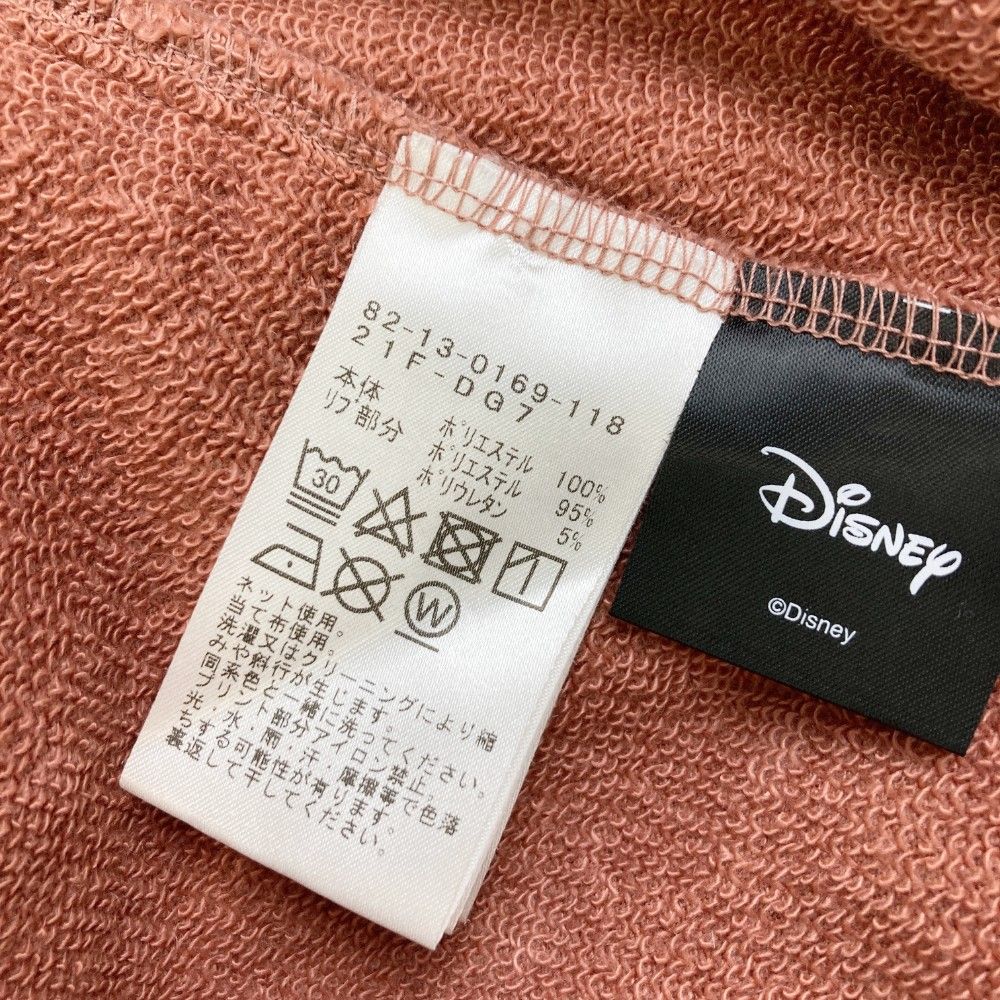 82-13-0169-118
21F-DG7
本体 ポリエステル 100%
リブ部分 ポリエステル 95%
ポリウレタン 5%
30
W
ネット使用。
当て布使用。
洗濯又はクリーニングにより縮
みや斜行が生じます。
同系色と一緒に洗ってください。
プリント部分アイロン禁止。
光・水・雨・汗・摩擦等で色落
ちする可能性が有ります。
裏返して干してください。
Disney
©Disney